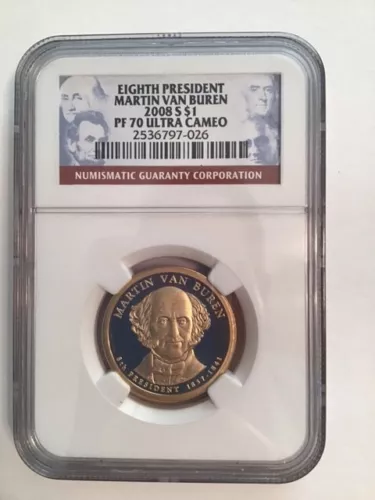 EIGHTH PRESIDENT
MARTIN VAN BUREN
2008 S $1
PF 70 ULTRA CAMEO
2536797-026
NUMISMATIC GUARANTY CORPORATION
MARTIN VAN BUREN
8th PRESIDENT 1837-1841